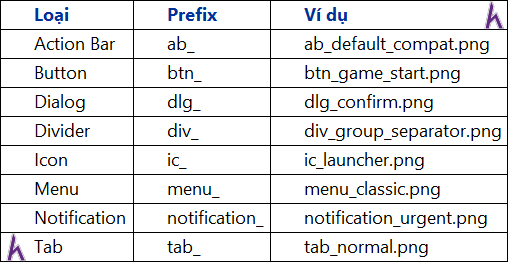 Loại Prefix Ví dụ
Action Bar ab_ ab_default_compat.png
Button btn_ btn_game_start.png
Dialog dlg_ dlg_confirm.png
Divider div_ div_group_separator.png
Icon ic_ ic_launcher.png
Menu menu_ menu_classic.png
Notification notification_ notification_urgent.png
Tab tab_ tab_normal.png